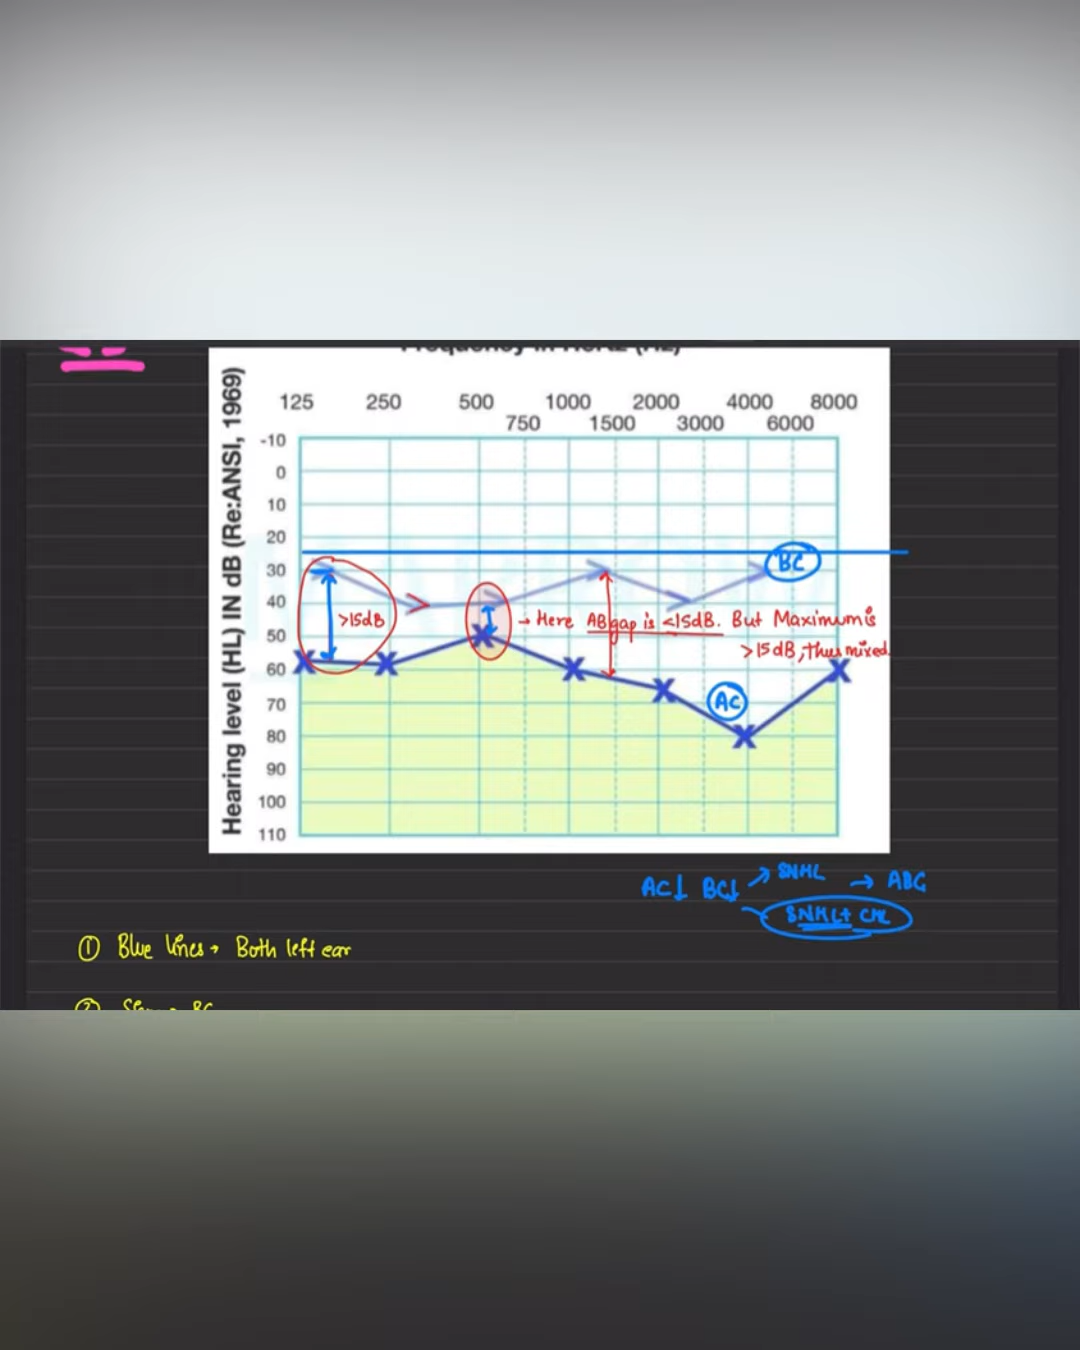 125 250 500 1000 2000 4000 8000
750 1500 3000 6000
Hearing level (HL) IN dB (Re:ANSI, 1969)
-10
0
10
20
30
40
50
60
70
80
90
100
110
BC
>15dB
→ Here AB gap is <15dB. But Maximum is
>15dB, thus mixed
AC
AC↓ BC↓ → SNHL → ABG
SNHL+ CHL
① Blue lines → Both left ear